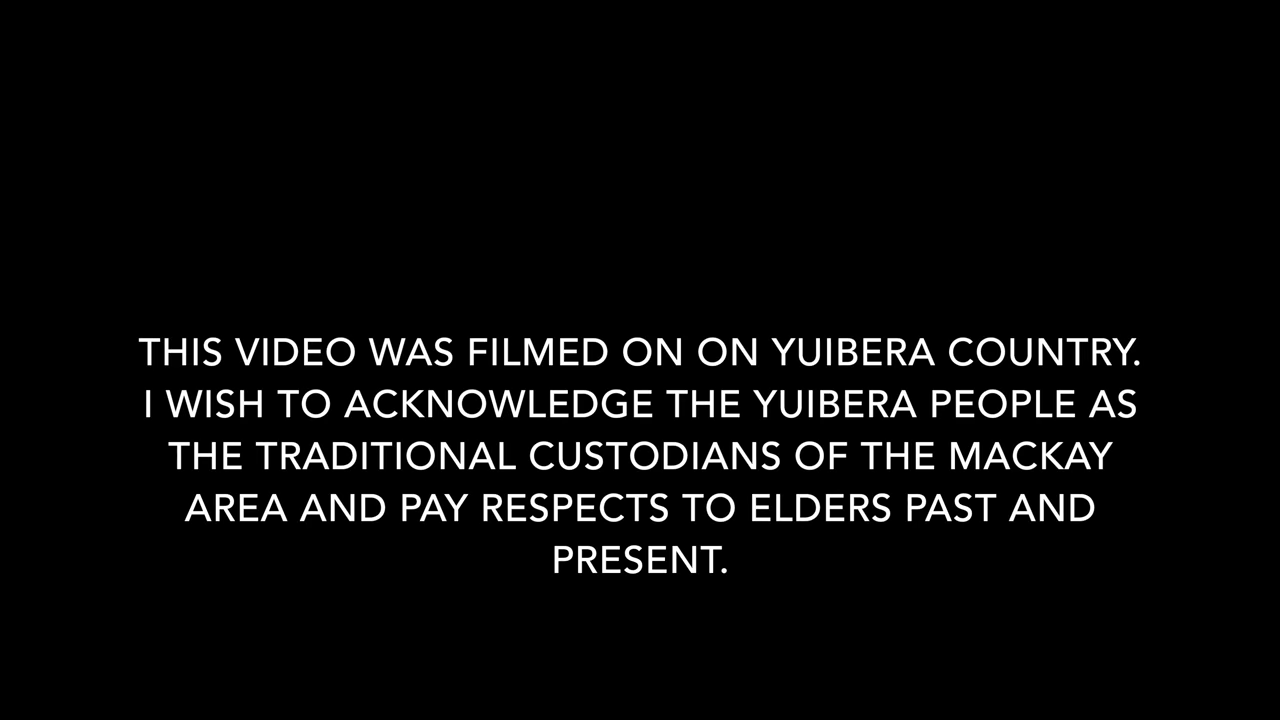 THIS VIDEO WAS FILMED ON ON YUIBERA COUNTRY.
I WISH TO ACKNOWLEDGE THE YUIBERA PEOPLE AS
THE TRADITIONAL CUSTODIANS OF THE MACKAY
AREA AND PAY RESPECTS TO ELDERS PAST AND
PRESENT.